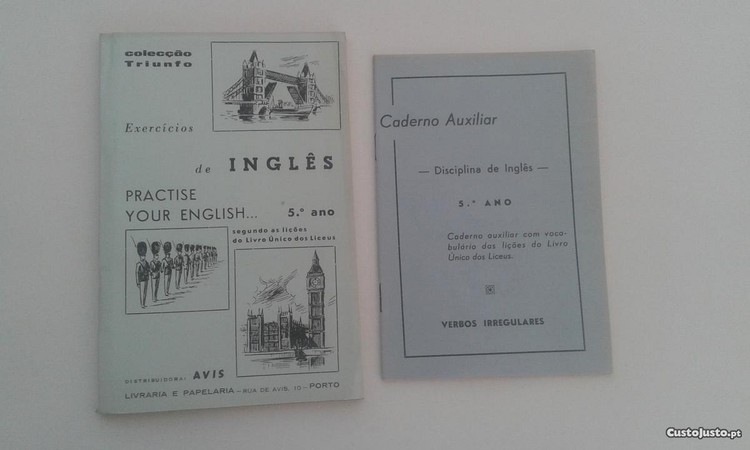 colecção
Triunfo
Exercícios
de INGLÊS
PRACTISE
YOUR ENGLISH... 5.º ano
segundo as lições
do Livro Único dos Liceus
DISTRIBUIDORA: AVIS
LIVRARIA E PAPELARIA — RUA DE AVIS, 10 — PORTO
Caderno Auxiliar
— Disciplina de Inglês —
5.º ANO
Caderno auxiliar com voca-
bulário das lições do Livro
Único dos Liceus.
VERBOS IRREGULARES
CustoJusto.pt